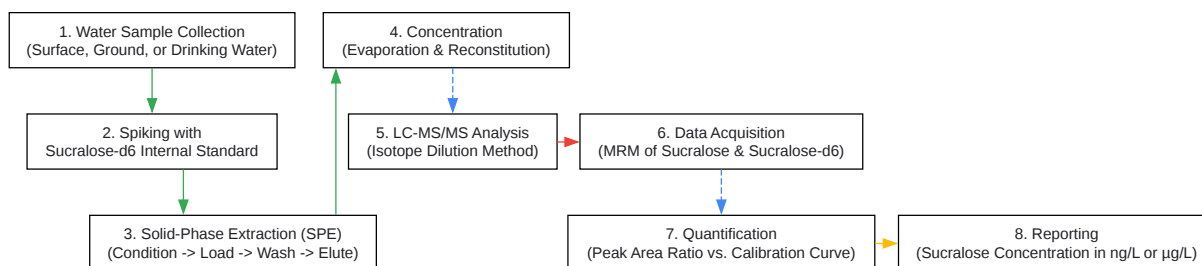 1. Water Sample Collection
(Surface, Ground, or Drinking Water)
2. Spiking with
Sucralose-d6 Internal Standard
3. Solid-Phase Extraction (SPE)
(Condition -> Load -> Wash -> Elute)
4. Concentration
(Evaporation & Reconstitution)
5. LC-MS/MS Analysis
(Isotope Dilution Method)
6. Data Acquisition
(MRM of Sucralose & Sucralose-d6)
7. Quantification
(Peak Area Ratio vs. Calibration Curve)
8. Reporting
(Sucralose Concentration in ng/L or µg/L)